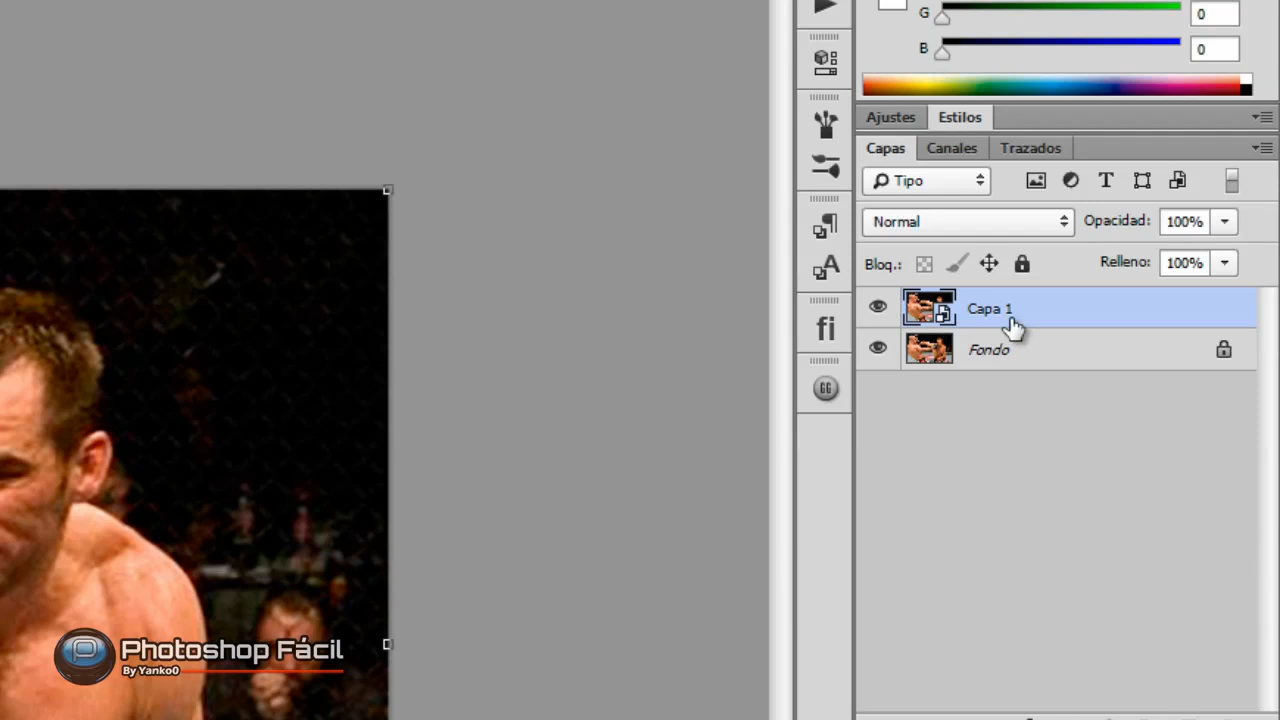 G 0
B 0
Ajustes Estilos
Capas Canales Trazados
Tipo
Normal Opacidad: 100%
Bloq.: Relleno: 100%
Capa 1
Fondo
fi
GG
Photoshop Fácil
By Yanko0